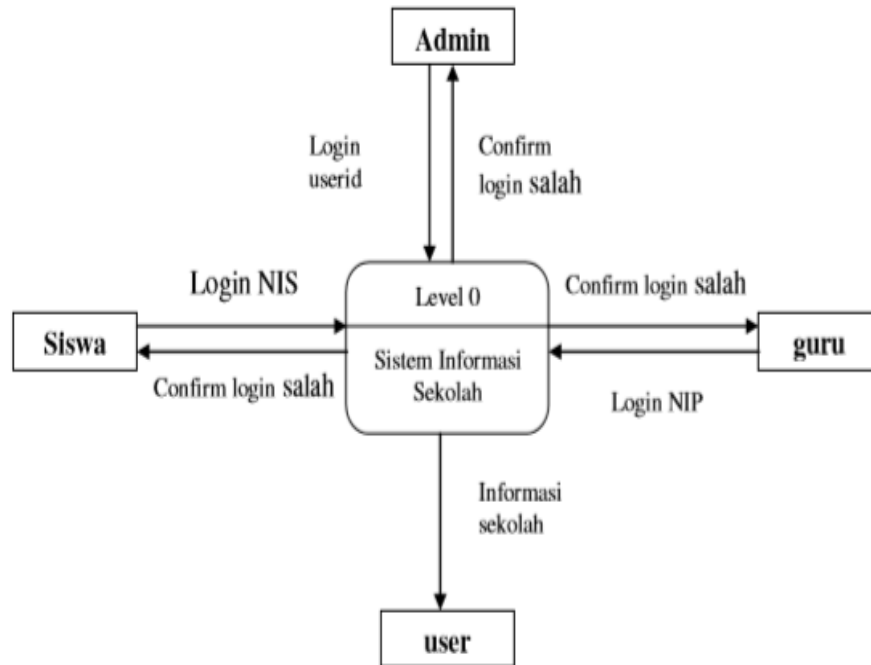 Admin
Login
userid
Confirm
login salah
Login NIS
Level 0
Confirm login salah
Siswa
Sistem Informasi
Sekolah
guru
Confirm login salah
Login NIP
Informasi
sekolah
user